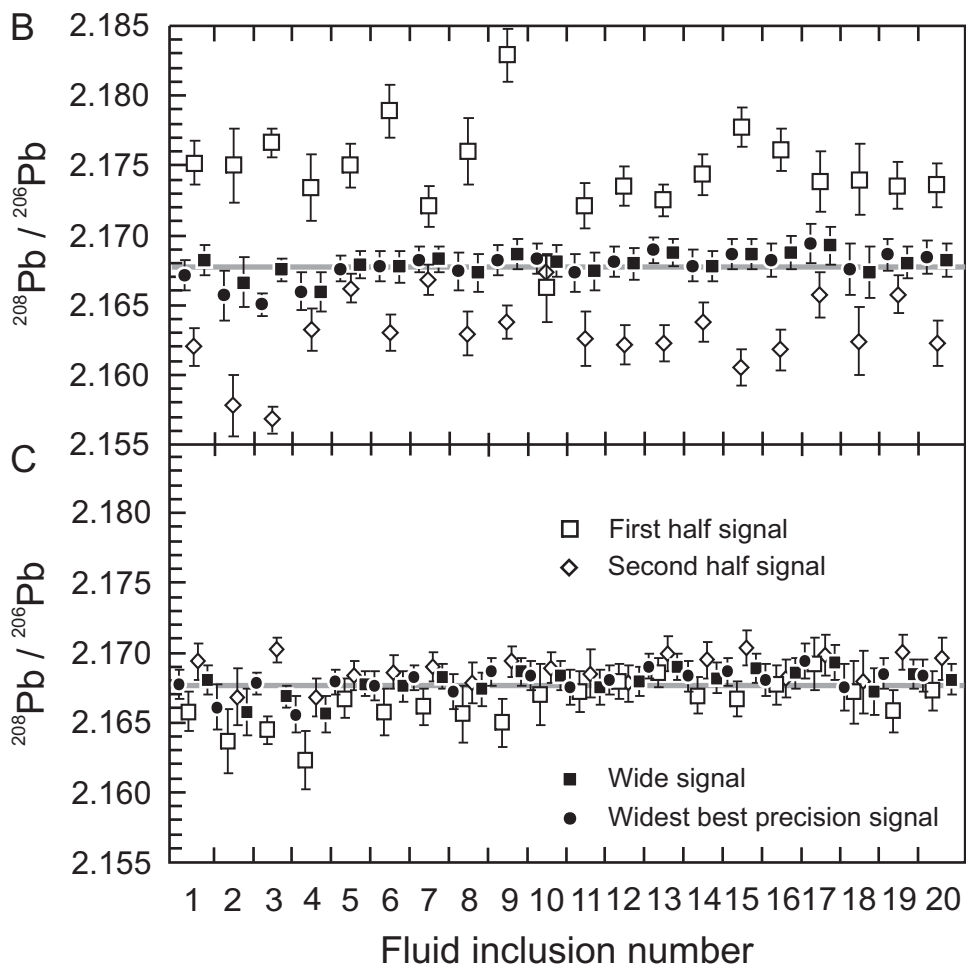 B
2.185
2.180
2.175
2.170
2.165
2.160
2.155
208Pb / 206Pb
C
2.180
2.175
2.170
2.165
2.160
2.155
208Pb / 206Pb
First half signal
Second half signal
Wide signal
Widest best precision signal
1 2 3 4 5 6 7 8 9 10 11 12 13 14 15 16 17 18 19 20
Fluid inclusion number